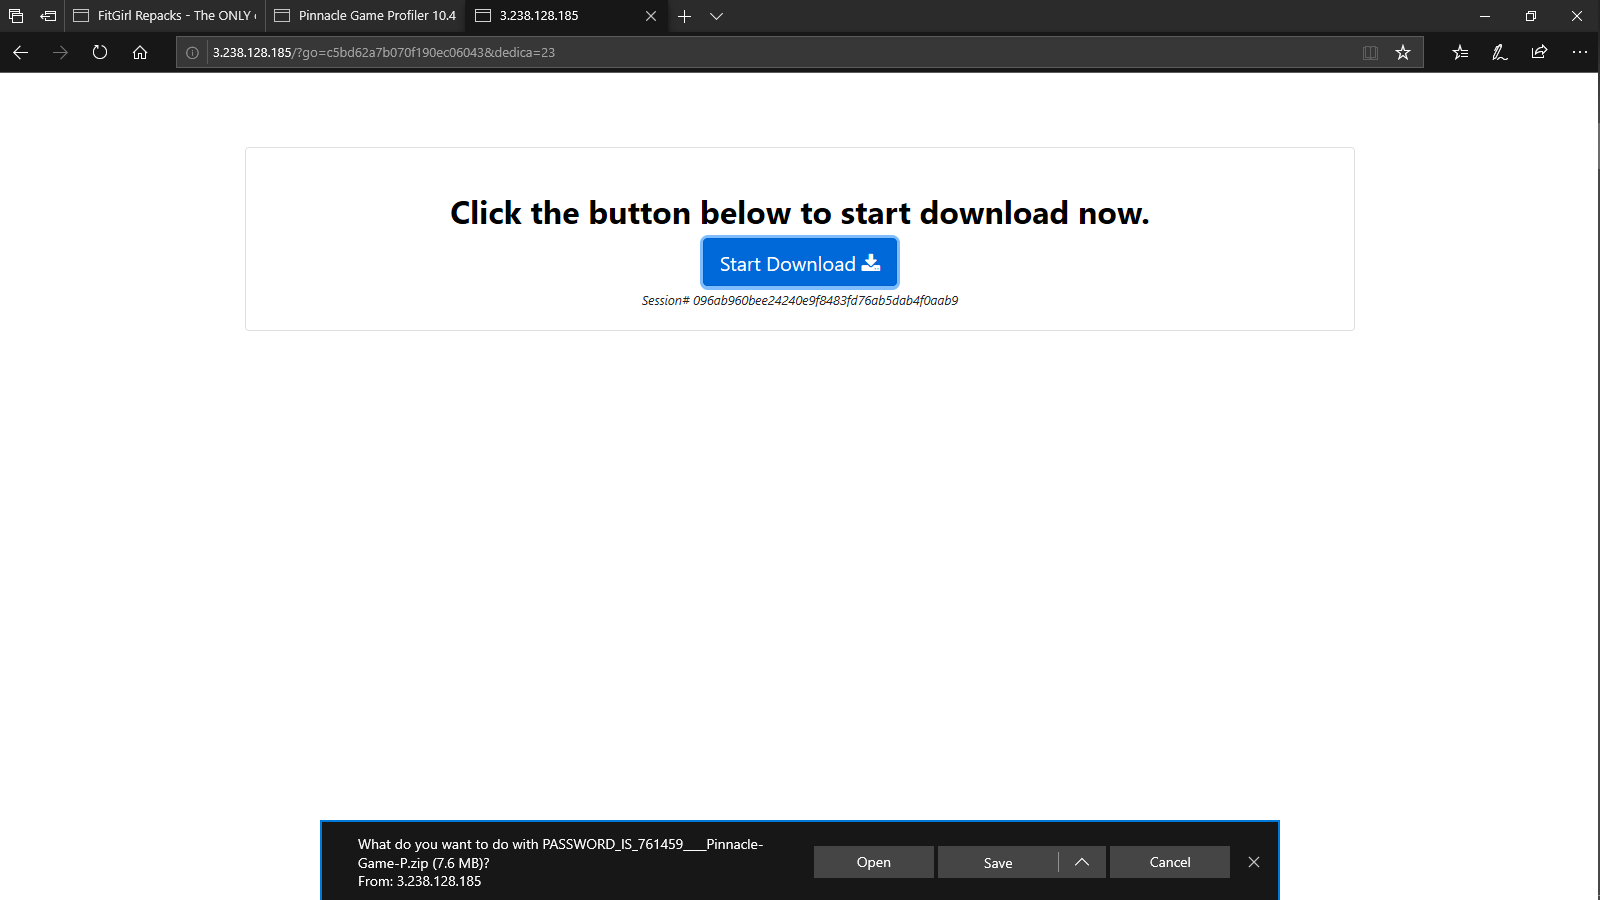 FitGirl Repacks - The ONLY
Pinnacle Game Profiler 10.4
3.238.128.185
3.238.128.185/?go=c5bd62a7b070f190ec06043&dedica=23
Click the button below to start download now.
Start Download
Session# 096ab960bee24240e9f8483fd76ab5dab4f0aab9
What do you want to do with PASSWORD_IS_761459____Pinnacle-
Game-P.zip (7.6 MB)?
From: 3.238.128.185
Open
Save
Cancel